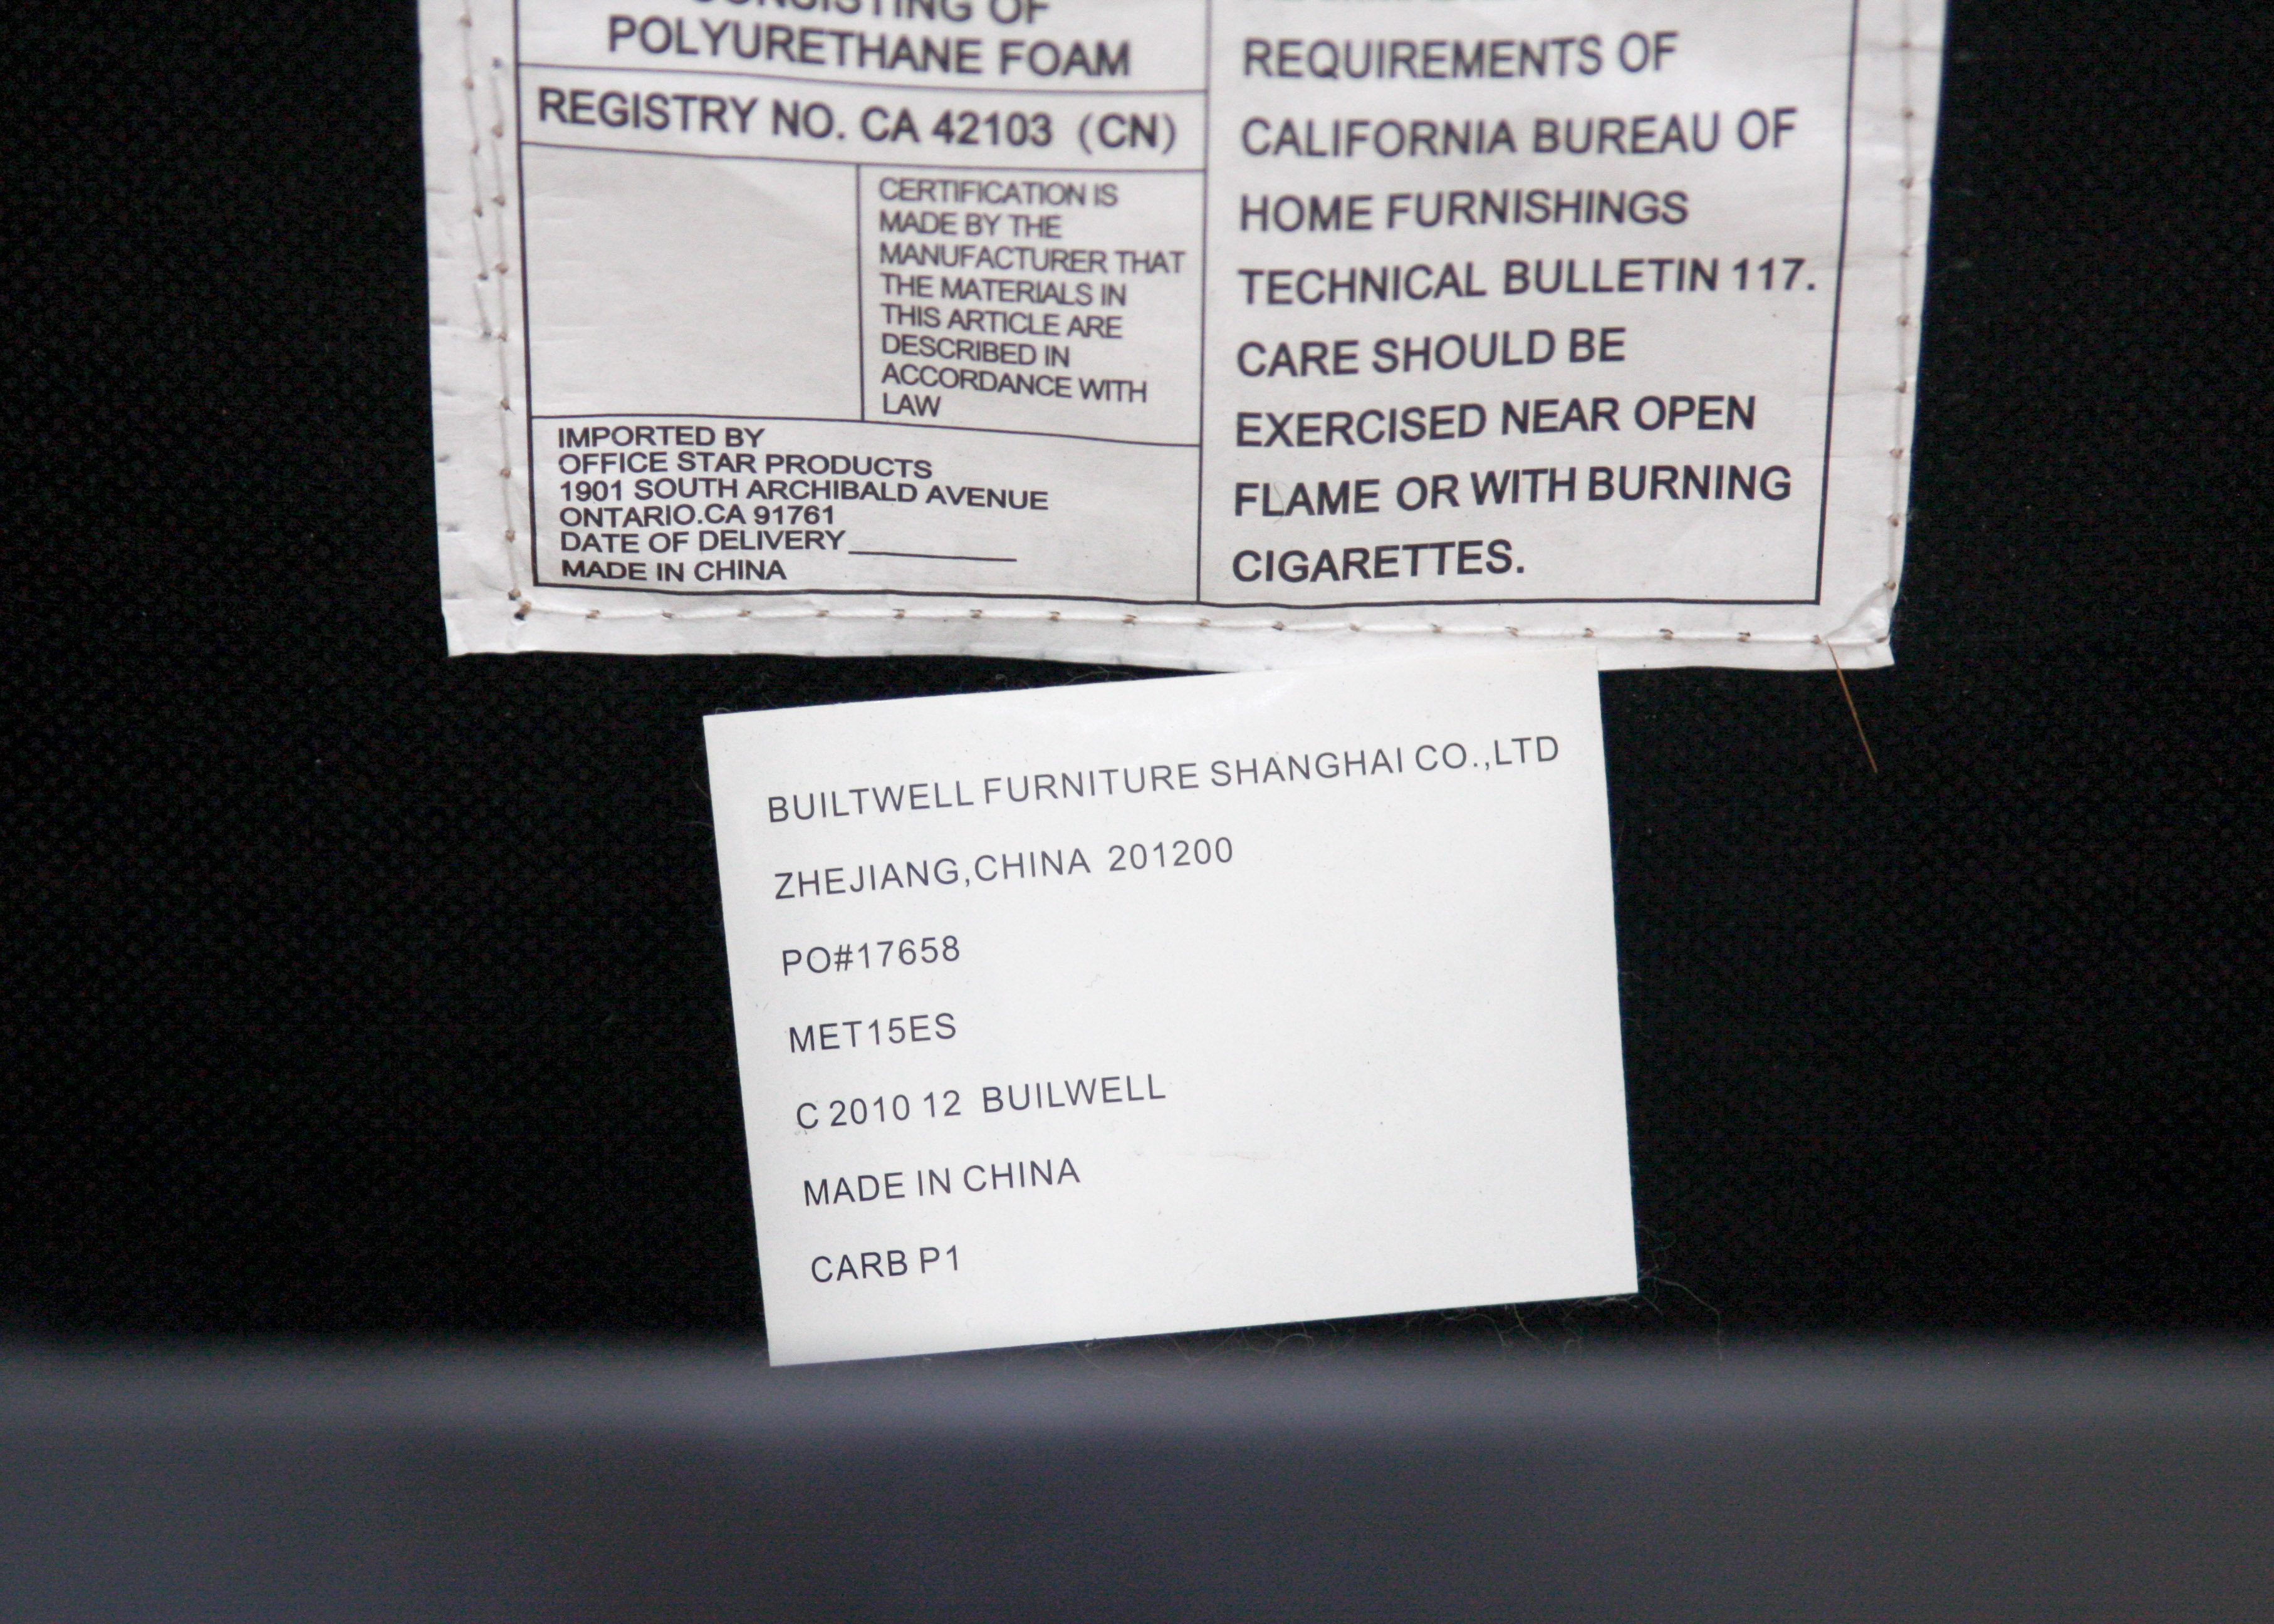 CONSISTING OF
POLYURETHANE FOAM
REGISTRY NO. CA 42103 (CN)
CERTIFICATION IS
MADE BY THE
MANUFACTURER THAT
THE MATERIALS IN
THIS ARTICLE ARE
DESCRIBED IN
ACCORDANCE WITH
LAW
IMPORTED BY
OFFICE STAR PRODUCTS
1901 SOUTH ARCHIBALD AVENUE
ONTARIO.CA 91761
DATE OF DELIVERY
MADE IN CHINA
REQUIREMENTS OF
CALIFORNIA BUREAU OF
HOME FURNISHINGS
TECHNICAL BULLETIN 117.
CARE SHOULD BE
EXERCISED NEAR OPEN
FLAME OR WITH BURNING
CIGARETTES.
BUILTWELL FURNITURE SHANGHAI CO.,LTD
ZHEJIANG,CHINA 201200
PO#17658
MET15ES
C 2010 12 BUILWELL
MADE IN CHINA
CARB P1